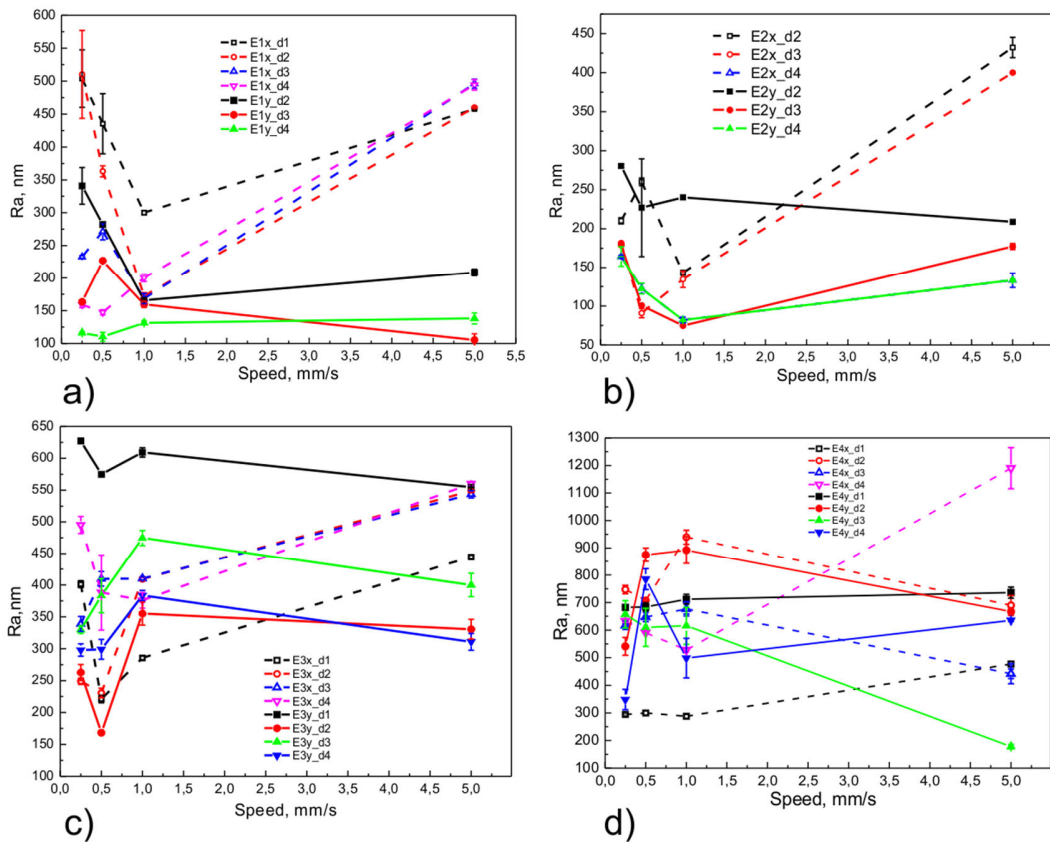 600
550
500
450
400
350
300
250
200
150
100
Ra, nm
0,0 0,5 1,0 1,5 2,0 2,5 3,0 3,5 4,0 4,5 5,0 5,5
Speed, mm/s
E1x_d1
E1x_d2
E1x_d3
E1x_d4
E1y_d2
E1y_d3
E1y_d4
a)
450
400
350
300
250
200
150
100
50
Ra, nm
0,0 0,5 1,0 1,5 2,0 2,5 3,0 3,5 4,0 4,5 5,0
Speed, mm/s
E2x_d2
E2x_d3
E2x_d4
E2y_d2
E2y_d3
E2y_d4
b)
650
600
550
500
450
400
350
300
250
200
150
100
Ra,nm
0,0 0,5 1,0 1,5 2,0 2,5 3,0 3,5 4,0 4,5 5,0
Speed, mm/s
E3x_d1
E3x_d2
E3x_d3
E3x_d4
E3y_d1
E3y_d2
E3y_d3
E3y_d4
c)
1300
1200
1100
1000
900
800
700
600
500
400
300
200
100
Ra, nm
0,0 0,5 1,0 1,5 2,0 2,5 3,0 3,5 4,0 4,5 5,0
Speed, mm/s
E4x_d1
E4x_d2
E4x_d3
E4x_d4
E4y_d1
E4y_d2
E4y_d3
E4y_d4
d)